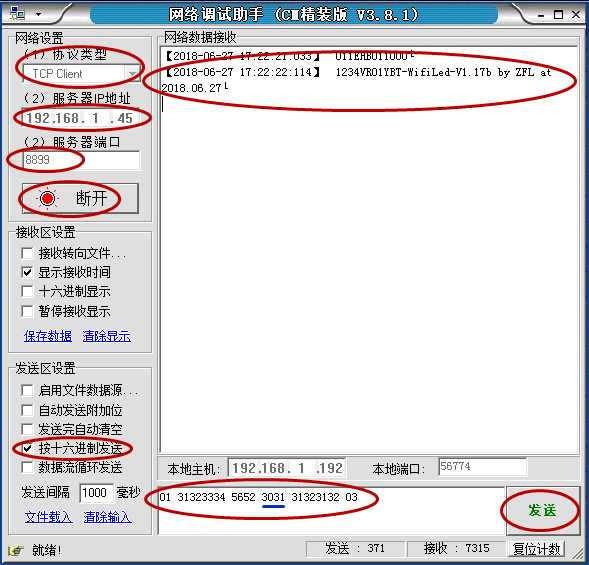 网络调试助手 (CM精装版 V3.8.1)
网络设置
(1) 协议类型
TCP Client
(2) 服务器IP地址
192.168. 1 .45
(2) 服务器端口
8899
断开
接收区设置
接收转向文件...
显示接收时间
十六进制显示
暂停接收显示
保存数据 清除显示
发送区设置
启用文件数据源...
自动发送附加位
发送完自动清空
按十六进制发送
数据流循环发送
发送间隔 1000 毫秒
文件载入 清除输入
网络数据接收
【2018-06-27 17:22:21:033】 011EHB011000└
【2018-06-27 17:22:22:114】 1234VR01YBT-WifiLed-V1.17b by ZFL at
2018.06.27└
本地主机: 192.168. 1 .192 本地端口: 56774
01 31323334 5652 3031 31323132 03
发送
就绪! 发送 : 371 接收 : 7315 复位计数